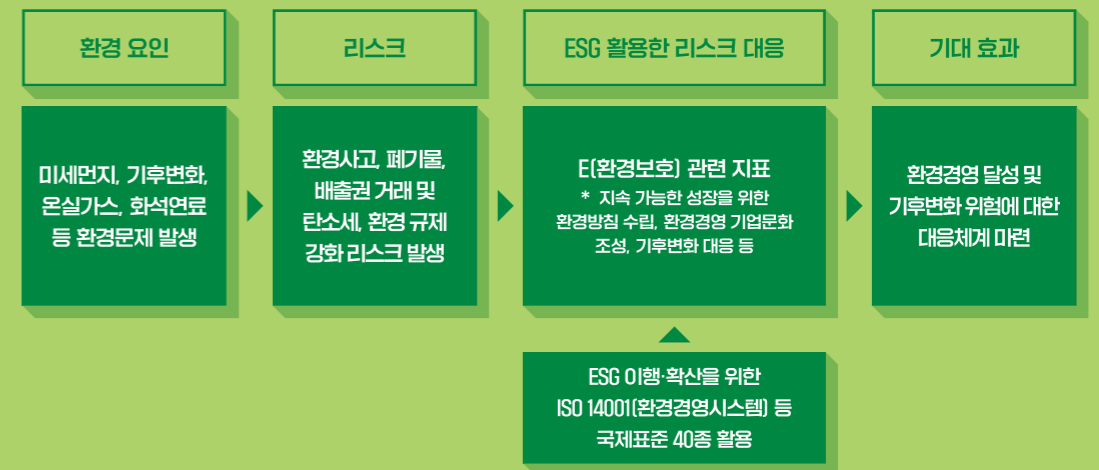 환경 요인
미세먼지, 기후변화,
온실가스, 화석연료
등 환경문제 발생
리스크
환경사고, 폐기물,
배출권 거래 및
탄소세, 환경 규제
강화 리스크 발생
ESG 활용한 리스크 대응
E(환경보호) 관련 지표
* 지속 가능한 성장을 위한
환경방침 수립, 환경경영 기업문화
조성, 기후변화 대응 등
ESG 이행·확산을 위한
ISO 14001(환경경영시스템) 등
국제표준 40종 활용
기대 효과
환경경영 달성 및
기후변화 위험에 대한
대응체계 마련